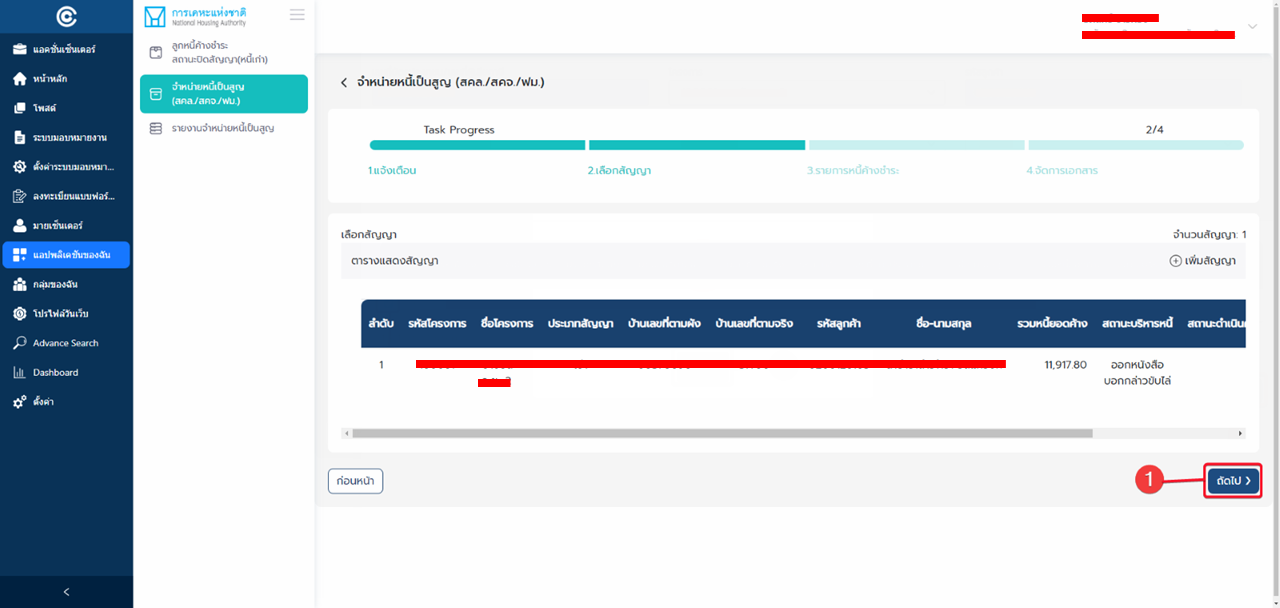 การเคหะแห่งชาติ
National Housing Authority
แอคชั่นเซ็นเตอร์
หน้าหลัก
โพสต์
ระบบมอบหมายงาน
ตั้งค่าระบบมอบหมา...
ลงทะเบียนแบบฟอร์...
มายเซ็นเตอร์
แอปพลิเคชันของฉัน
กลุ่มของฉัน
โปรไฟล์วันเว็บ
Advance Search
Dashboard
ตั้งค่า
ลูกหนี้ค้างชำระ
สถานะปิดสัญญา(หนี้เก่า)
จำหน่ายหนี้เป็นสูญ
(สคล./สคจ./ฟม.)
รายงานจำหน่ายหนี้เป็นสูญ
จำหน่ายหนี้เป็นสูญ (สคล./สคจ./ฟม.)
Task Progress 2/4
1.แจ้งเตือน 2.เลือกสัญญา 3.รายการหนี้ค้างชำระ 4.จัดการเอกสาร
เลือกสัญญา จำนวนสัญญา: 1
ตารางแสดงสัญญา เพิ่มสัญญา
ลำดับ รหัสโครงการ ชื่อโครงการ ประเภทสัญญา บ้านเลขที่ตามผัง บ้านเลขที่ตามจริง รหัสลูกค้า ชื่อ-นามสกุล รวมหนี้ยอดค้าง สถานะบริหารหนี้ สถานะดำเนิน
1 11,917.80 ออกหนังสือ
บอกกล่าวขับไล่
ก่อนหน้า 1 ถัดไป